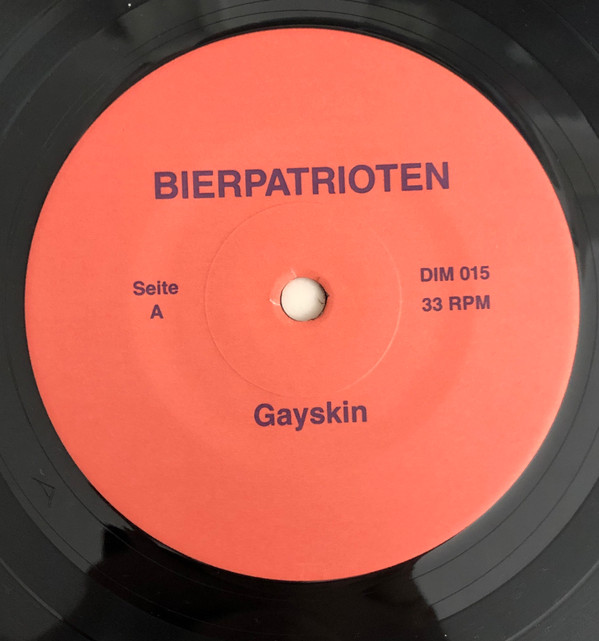 BIERPATRIOTEN
Seite
A
DIM 015
33 RPM
Gayskin